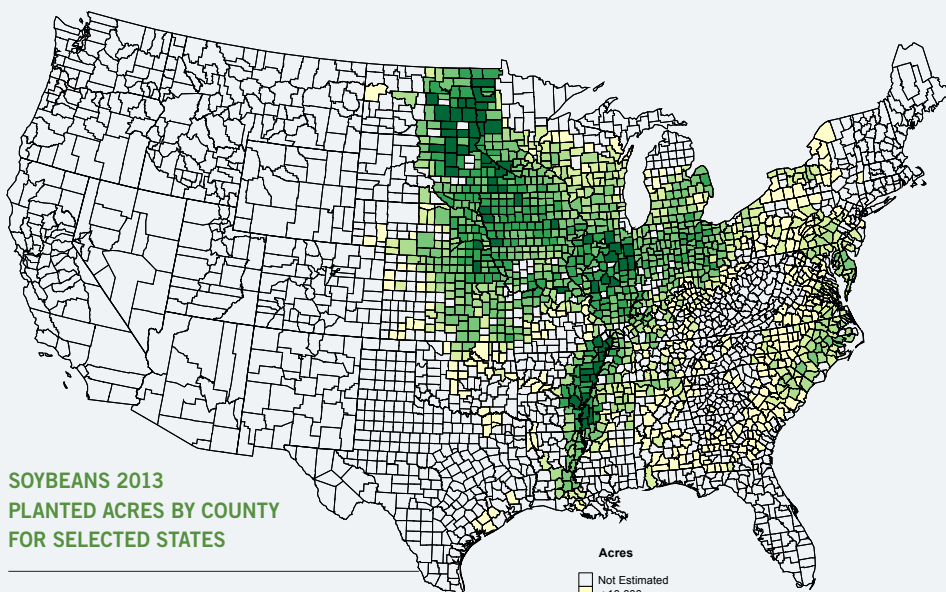 SOYBEANS 2013
PLANTED ACRES BY COUNTY
FOR SELECTED STATES
Acres
Not Estimated